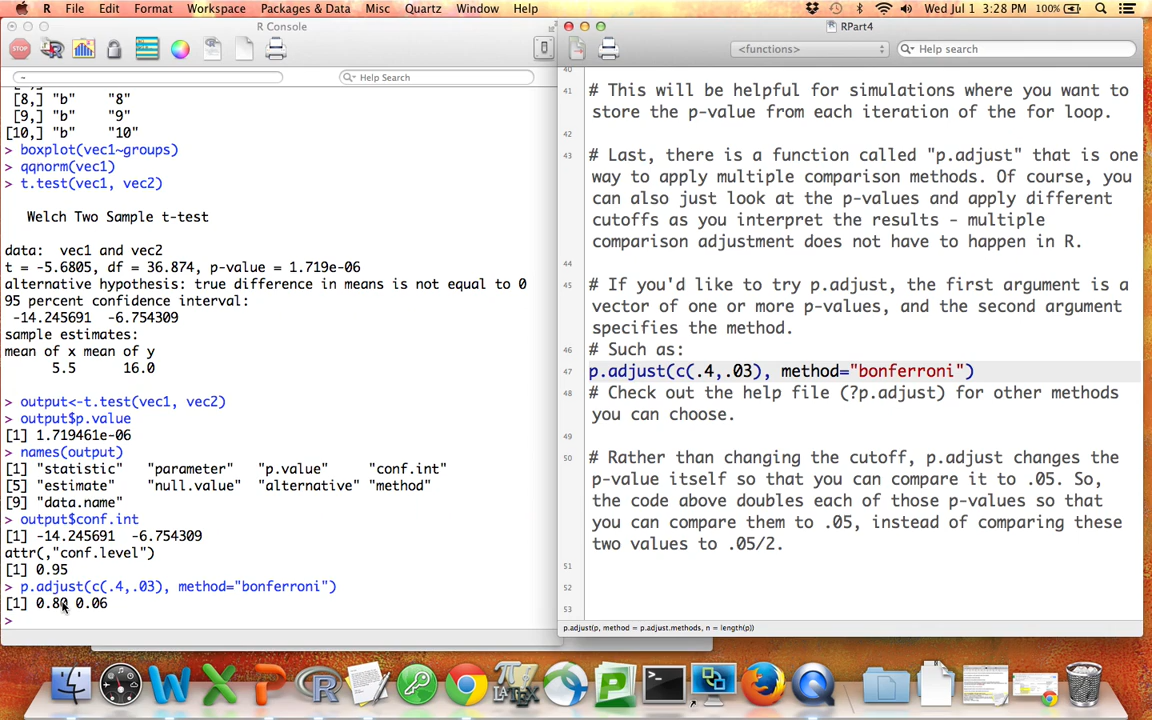 R File Edit Format Workspace Packages & Data Misc Quartz Window Help
Wed Jul 1 3:28 PM 100%
R Console
STOP
~
Help Search
[8,] "b" "8"
[9,] "b" "9"
[10,] "b" "10"
> boxplot(vec1~groups)
> qqnorm(vec1)
> t.test(vec1, vec2)
Welch Two Sample t-test
data: vec1 and vec2
t = -5.6805, df = 36.874, p-value = 1.719e-06
alternative hypothesis: true difference in means is not equal to 0
95 percent confidence interval:
-14.245691 -6.754309
sample estimates:
mean of x mean of y
5.5 16.0
> output<-t.test(vec1, vec2)
> output$p.value
[1] 1.719461e-06
> names(output)
[1] "statistic" "parameter" "p.value" "conf.int"
[5] "estimate" "null.value" "alternative" "method"
[9] "data.name"
> output$conf.int
[1] -14.245691 -6.754309
attr(,"conf.level")
[1] 0.95
> p.adjust(c(.4,.03), method="bonferroni")
[1] 0.80 0.06
>
RPart4
<functions>
Help search
40
41 # This will be helpful for simulations where you want to
store the p-value from each iteration of the for loop.
42
43 # Last, there is a function called "p.adjust" that is one
way to apply multiple comparison methods. Of course, you
can also just look at the p-values and apply different
cutoffs as you interpret the results - multiple
comparison adjustment does not have to happen in R.
44
45 # If you'd like to try p.adjust, the first argument is a
vector of one or more p-values, and the second argument
specifies the method.
46 # Such as:
47 p.adjust(c(.4,.03), method="bonferroni")
48 # Check out the help file (?p.adjust) for other methods
you can choose.
49
50 # Rather than changing the cutoff, p.adjust changes the
p-value itself so that you can compare it to .05. So,
the code above doubles each of those p-values so that
you can compare them to .05, instead of comparing these
two values to .05/2.
51
52
53
p.adjust(p, method = p.adjust.methods, n = length(p))